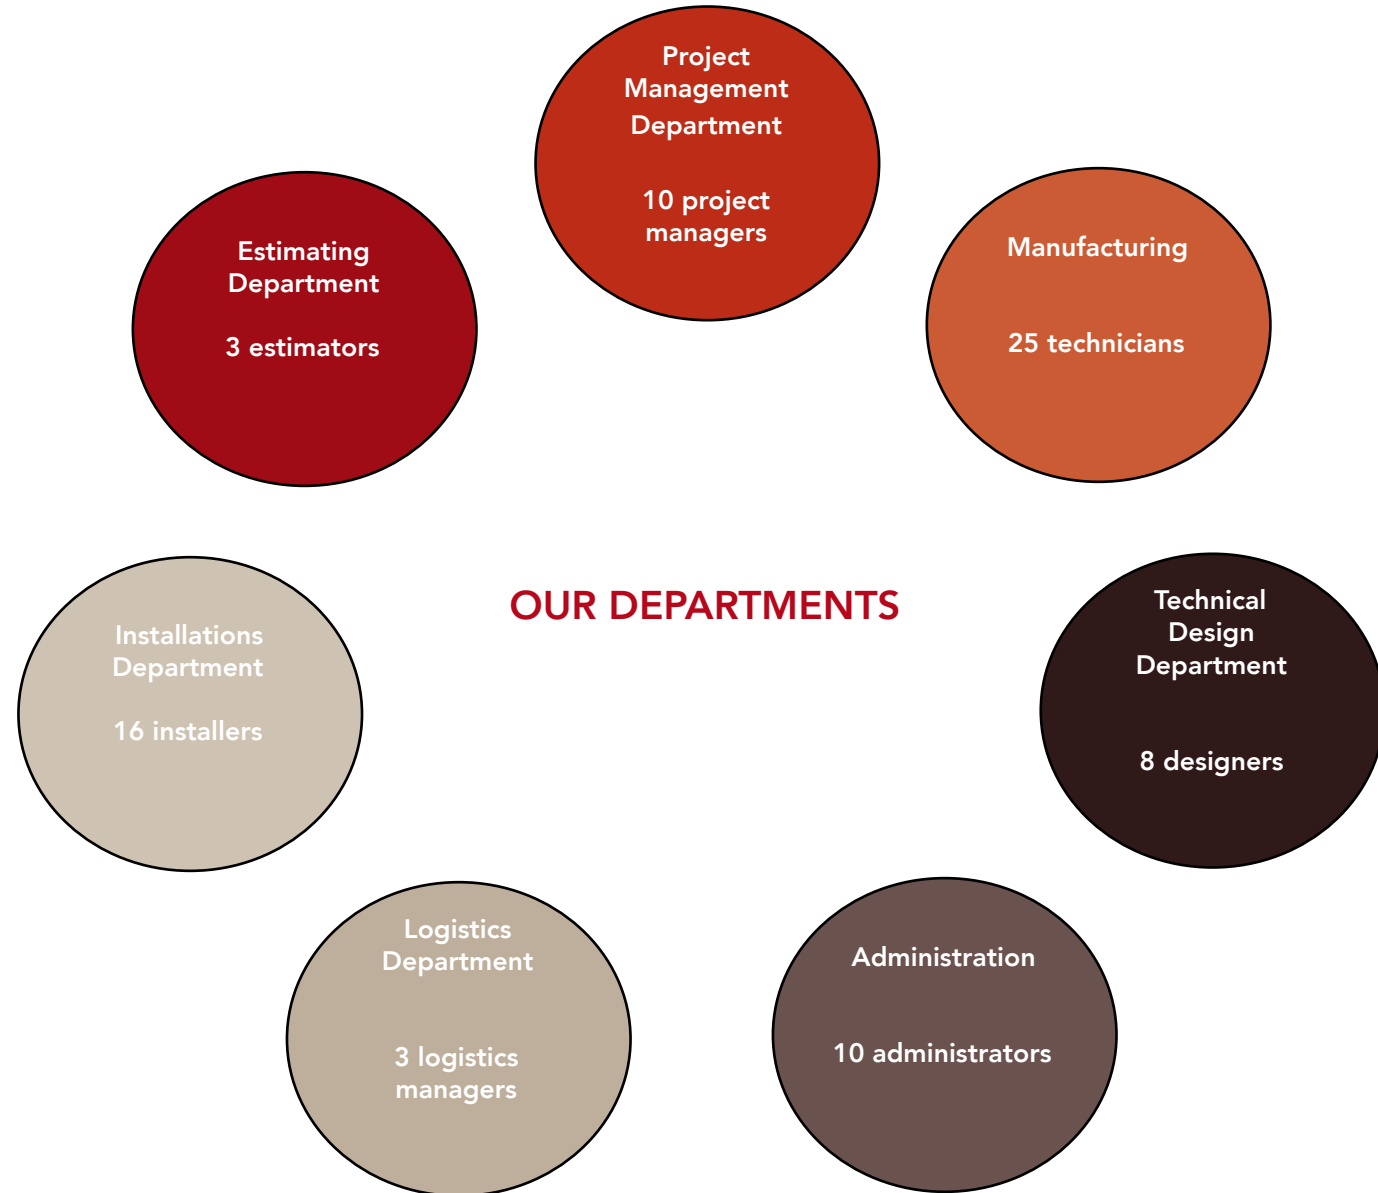 Project
Management
Department
10 project
managers
Manufacturing
25 technicians
Technical
Design
Department
8 designers
Administration
10 administrators
Logistics
Department
3 logistics
managers
Installations
Department
16 installers
Estimating
Department
3 estimators
OUR DEPARTMENTS